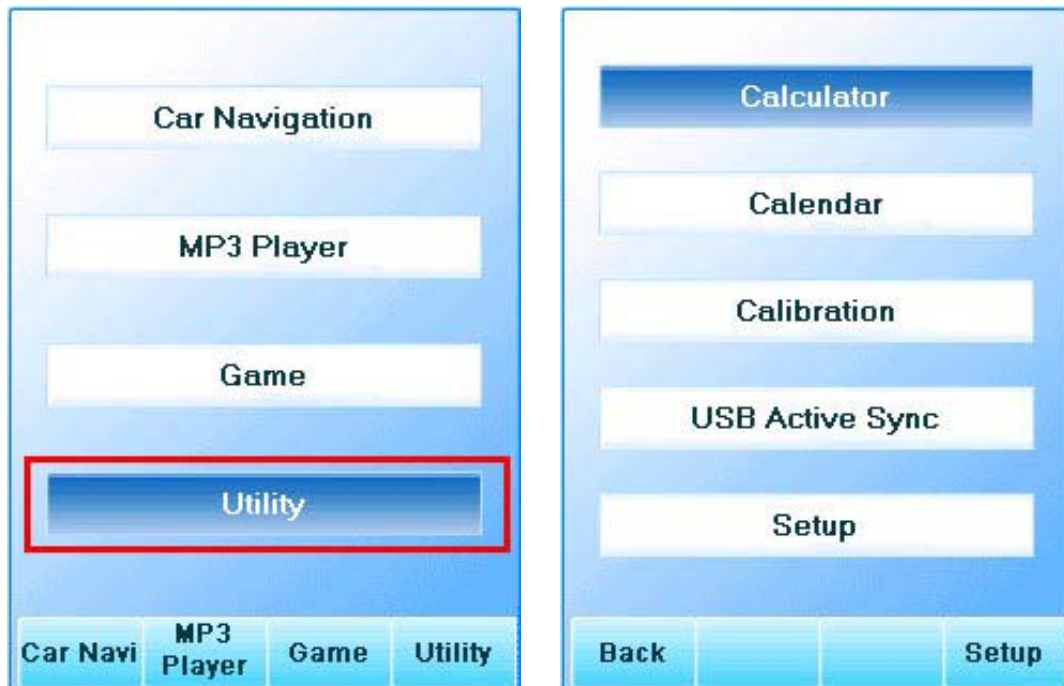 Car Navigation
MP3 Player
Game
Utility
Car Navi
MP3
Player
Game
Utility
Calculator
Calendar
Calibration
USB Active Sync
Setup
Back
Setup